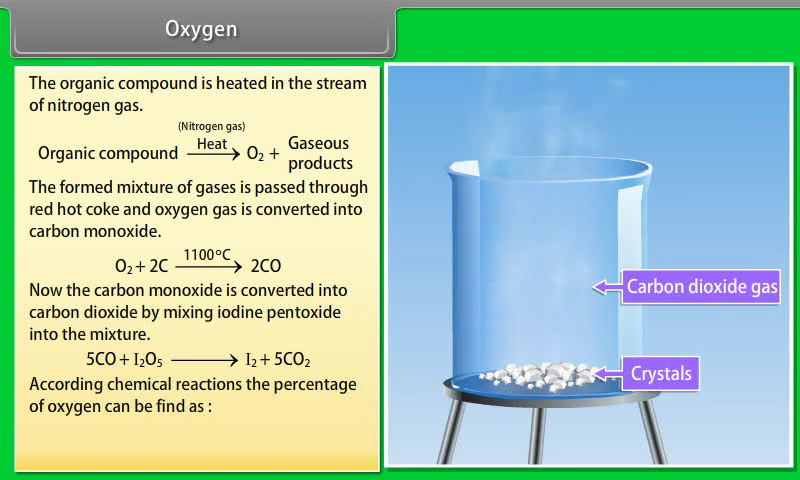 Oxygen
The organic compound is heated in the stream
of nitrogen gas.
(Nitrogen gas)
Organic compound Heat → O₂ + Gaseous
products
The formed mixture of gases is passed through
red hot coke and oxygen gas is converted into
carbon monoxide.
O₂ + 2C 1100°C → 2CO
Now the carbon monoxide is converted into
carbon dioxide by mixing iodine pentoxide
into the mixture.
5CO + I₂O₅ → I₂ + 5CO₂
According chemical reactions the percentage
of oxygen can be find as :
Carbon dioxide gas
Crystals